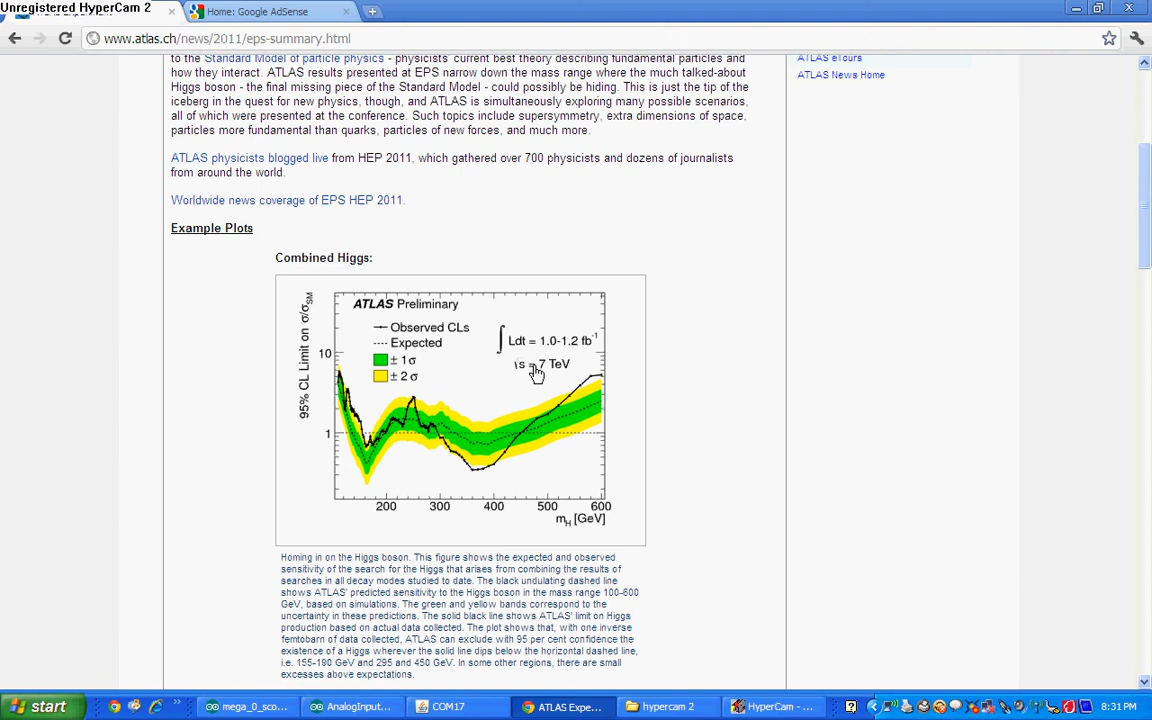 Unregistered HyperCam 2
Home: Google AdSense
www.atlas.ch/news/2011/eps-summary.html
to the Standard Model of particle physics - physicists' current best theory describing fundamental particles and
how they interact. ATLAS results presented at EPS narrow down the mass range where the much talked-about
Higgs boson - the final missing piece of the Standard Model - could possibly be hiding. This is just the tip of the
iceberg in the quest for new physics, though, and ATLAS is simultaneously exploring many possible scenarios,
all of which were presented at the conference. Such topics include supersymmetry, extra dimensions of space,
particles more fundamental than quarks, particles of new forces, and much more.
ATLAS eTours
ATLAS News Home
ATLAS physicists blogged live from HEP 2011, which gathered over 700 physicists and dozens of journalists
from around the world.
Worldwide news coverage of EPS HEP 2011.
Example Plots
Combined Higgs:
ATLAS Preliminary
Observed CLs
Expected
± 1σ
± 2 σ
∫ Ldt = 1.0-1.2 fb-1
√s = 7 TeV
95% CL Limit on σ/σSM
10
1
200 300 400 500 600
mH [GeV]
Homing in on the Higgs boson. This figure shows the expected and observed
sensitivity of the search for the Higgs that arises from combining the results of
searches in all decay modes studied to date. The black undulating dashed line
shows ATLAS' predicted sensitivity to the Higgs boson in the mass range 100-600
GeV, based on simulations. The green and yellow bands correspond to the
uncertainty in these predictions. The solid black line shows ATLAS' limit on Higgs
production based on actual data collected. The plot shows that, with one inverse
femtobarn of data collected, ATLAS can exclude with 95 per cent confidence the
existence of a Higgs wherever the solid line dips below the horizontal dashed line,
i.e. 155-190 GeV and 295 and 450 GeV. In some other regions, there are small
excesses above expectations.
start
mega_0_sco...
AnalogInput...
COM17
ATLAS Expe...
hypercam 2
HyperCam - ...
8:31 PM